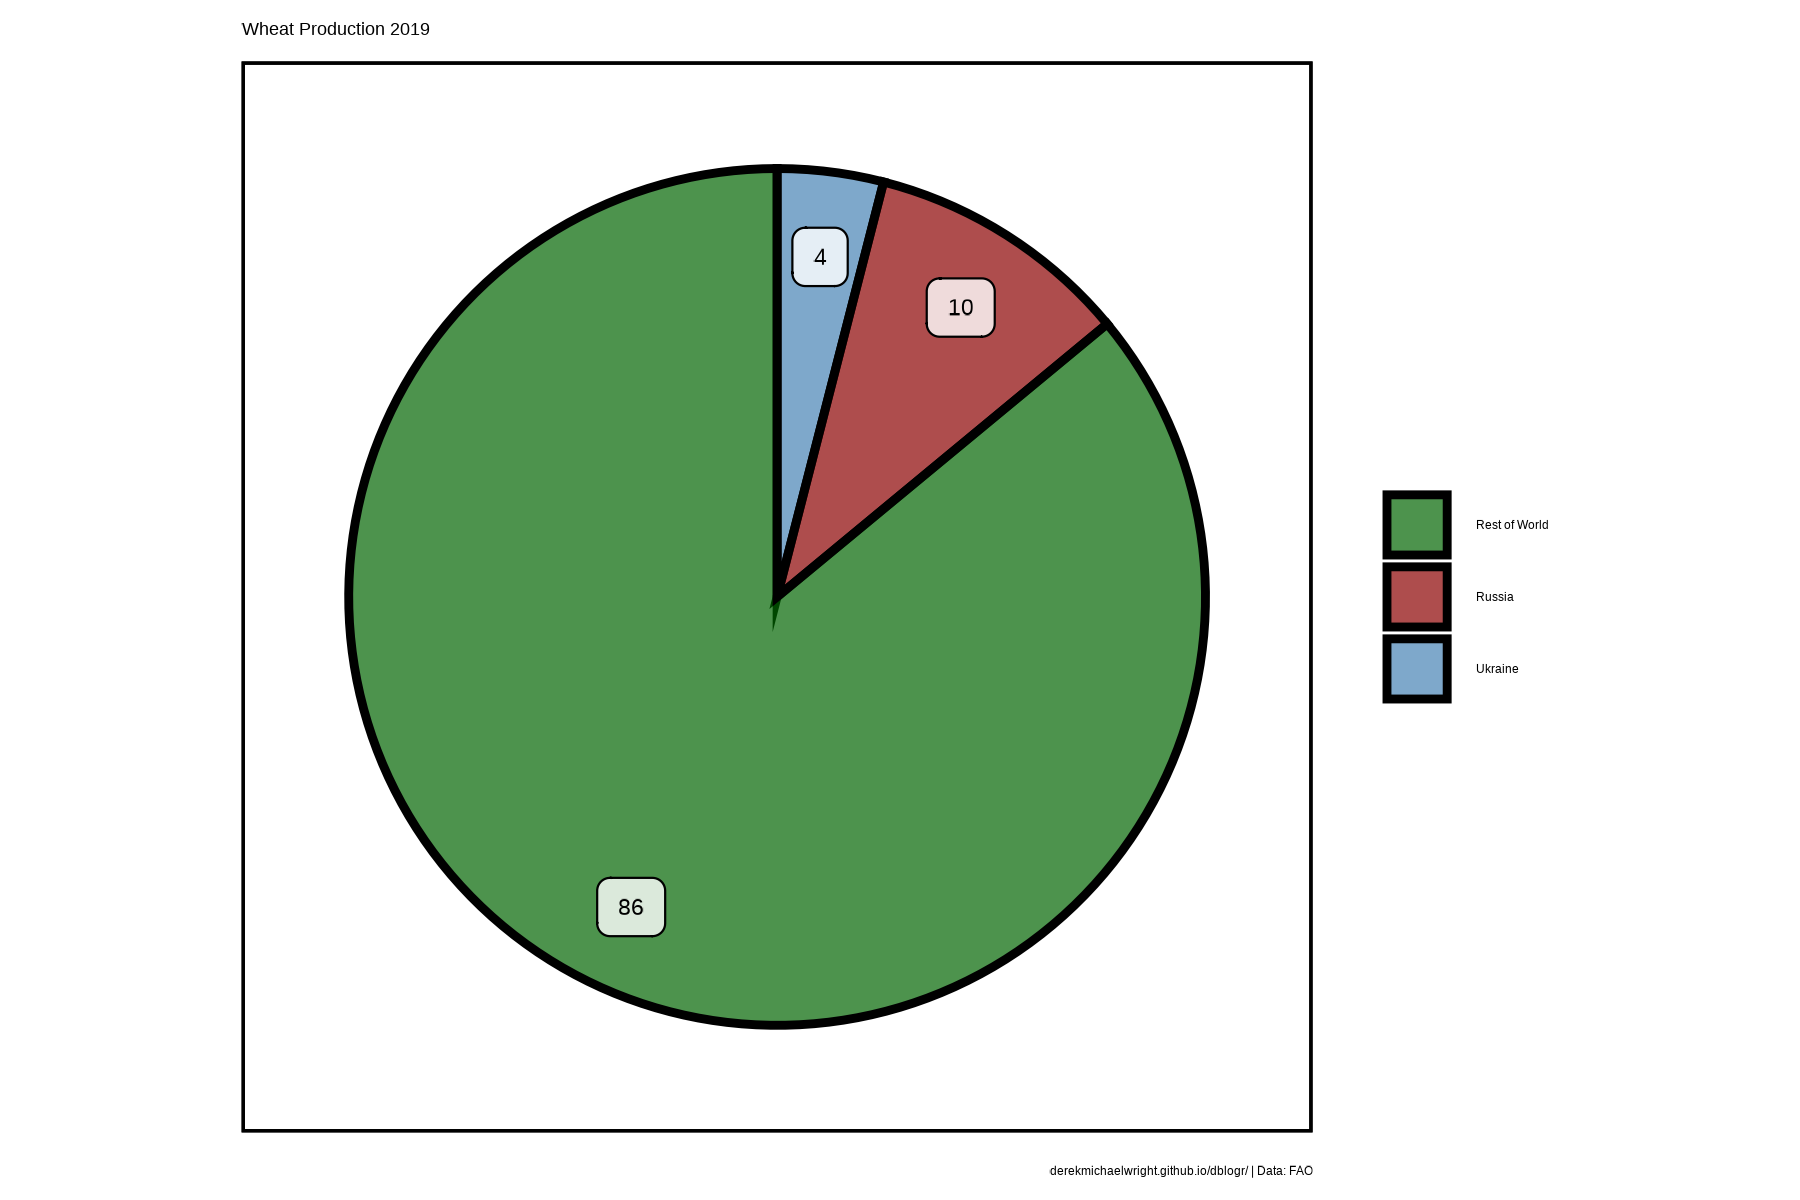 Wheat Production 2019
4
10
86
Rest of World
Russia
Ukraine
derekmichaelwright.github.io/dblogr/ | Data: FAO